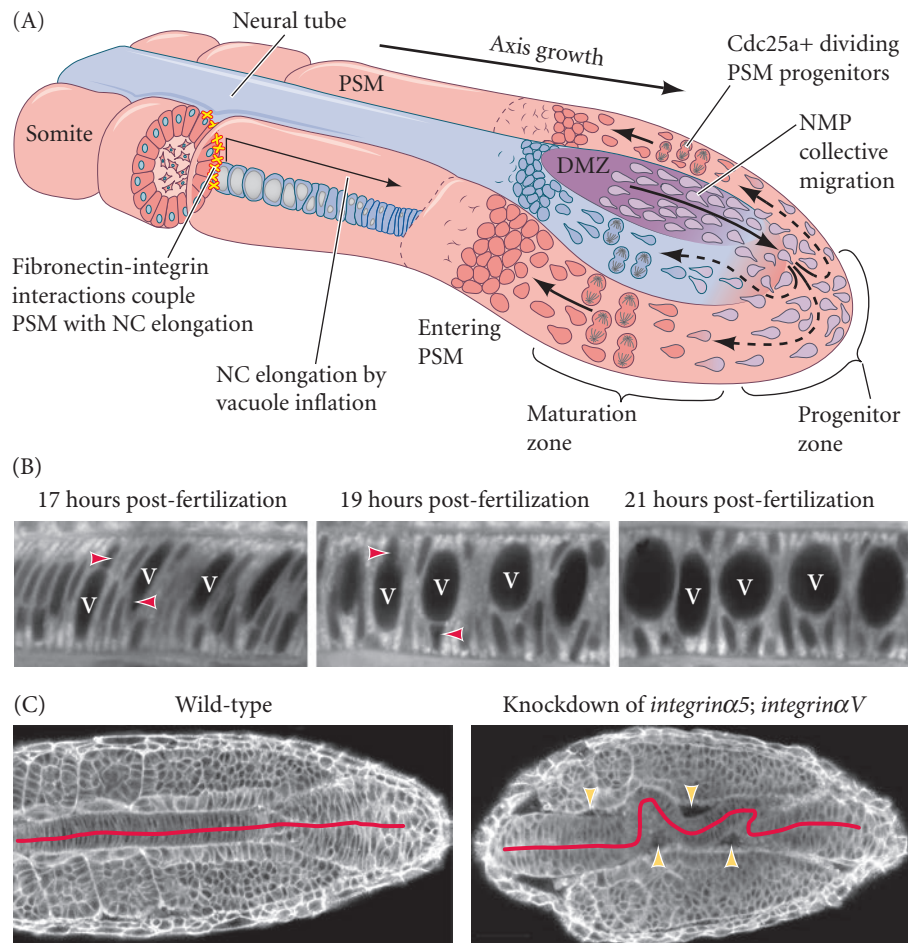 (A)
Neural tube
Axis growth
Cdc25a+ dividing
PSM progenitors
PSM
NMP
collective
migration
Somite
DMZ
Fibronectin-integrin
interactions couple
PSM with NC elongation
Entering
PSM
NC elongation by
vacuole inflation
Maturation
zone
Progenitor
zone
(B)
17 hours post-fertilization
19 hours post-fertilization
21 hours post-fertilization
V V V
V V V
V V V
(C)
Wild-type
Knockdown of integrinα5; integrinαV